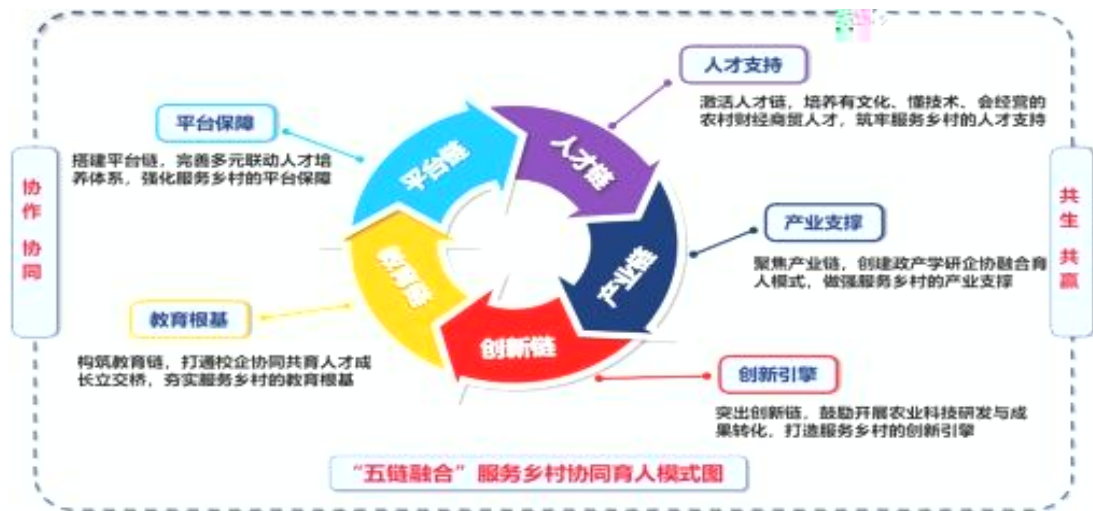 人才支持
激活人才链，培养有文化、懂技术、会经营的
农村财经商贸人才，筑牢服务乡村的人才支持
平台保障
搭建平台链，完善多元联动人才培
养体系，强化服务乡村的平台保障
平台链
人才链
协作 协同
共生 共赢
产业支撑
聚焦产业链，创建政产学研企协融合育
人模式，做强服务乡村的产业支撑
教育链
产业链
创新链
教育根基
构筑教育链，打通校企协同共育人才成
长立交桥，夯实服务乡村的教育根基
创新引擎
突出创新链，鼓励开展农业科技研发与成
果转化，打造服务乡村的创新引擎
“五链融合”服务乡村协同育人模式图